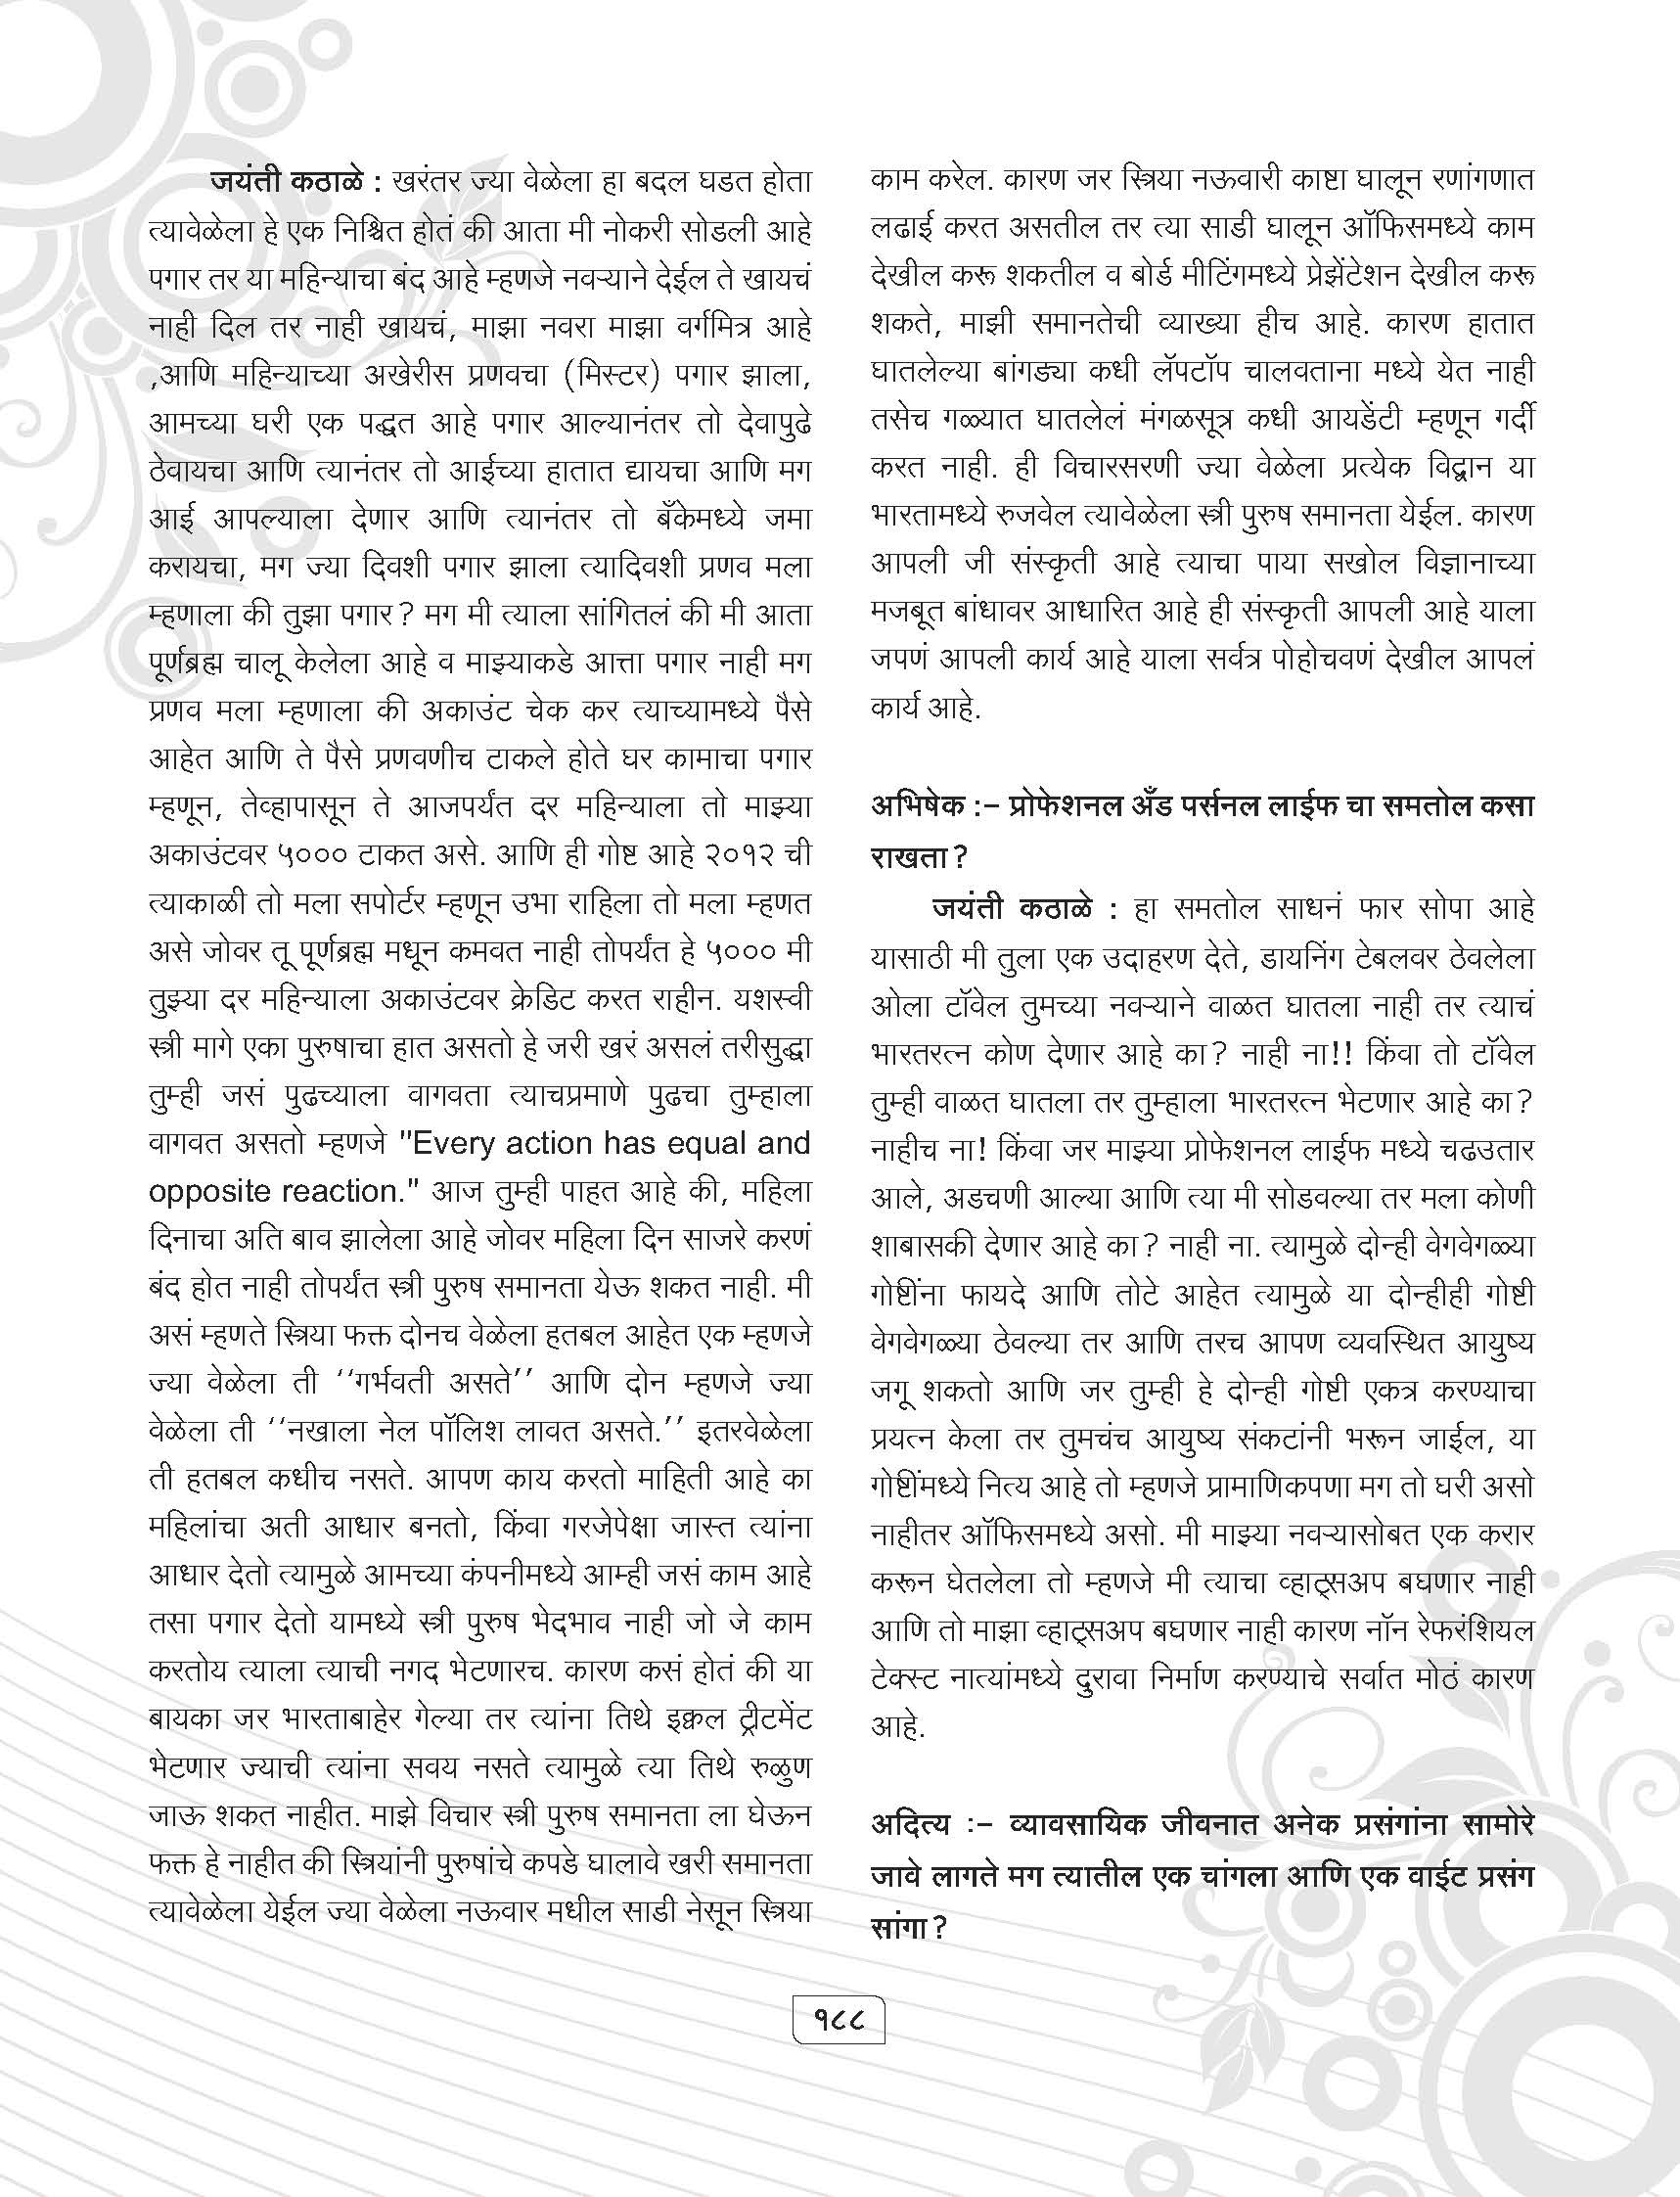 जयंती कठाळे : खरंतर ज्या वेळेला हा बदल घडत होता
त्यावेळेला हे एक निश्चित होतं की आता मी नोकरी सोडली आहे
पगार तर या महिन्याचा बंद आहे म्हणजे नवऱ्याने देईल ते खायचं
नाही दिल तर नाही खायचं, माझा नवरा माझा वर्गमित्र आहे
,आणि महिन्याच्या अखेरीस प्रणवचा (मिस्टर) पगार झाला,
आमच्या घरी एक पद्धत आहे पगार आल्यानंतर तो देवापुढे
ठेवायचा आणि त्यानंतर तो आईच्या हातात द्यायचा आणि मग
आई आपल्याला देणार आणि त्यानंतर तो बँकेमध्ये जमा
करायचा, मग ज्या दिवशी पगार झाला त्यादिवशी प्रणव मला
म्हणाला की तुझा पगार? मग मी त्याला सांगितलं की मी आता
पूर्णब्रह्म चालू केलेला आहे व माझ्याकडे आत्ता पगार नाही मग
प्रणव मला म्हणाला की अकाउंट चेक कर त्याच्यामध्ये पैसे
आहेत आणि ते पैसे प्रणवणीच टाकले होते घर कामाचा पगार
म्हणून, तेव्हापासून ते आजपर्यंत दर महिन्याला तो माझ्या
अकाउंटवर ५००० टाकत असे. आणि ही गोष्ट आहे २०१२ ची
त्याकाळी तो मला सपोर्टर म्हणून उभा राहिला तो मला म्हणत
असे जोवर तू पूर्णब्रह्म मधून कमवत नाही तोपर्यंत हे ५००० मी
तुझ्या दर महिन्याला अकाउंटवर क्रेडिट करत राहीन. यशस्वी
स्त्री मागे एका पुरुषाचा हात असतो हे जरी खरं असलं तरीसुद्धा
तुम्ही जसं पुढच्याला वागवता त्याचप्रमाणे पुढचा तुम्हाला
वागवत असतो म्हणजे "Every action has equal and
opposite reaction." आज तुम्ही पाहत आहे की, महिला
दिनाचा अति बाव झालेला आहे जोवर महिला दिन साजरे करणं
बंद होत नाही तोपर्यंत स्त्री पुरुष समानता येऊ शकत नाही. मी
असं म्हणते स्त्रिया फक्त दोनच वेळेला हतबल आहेत एक म्हणजे
ज्या वेळेला ती ‘‘गर्भवती असते’’ आणि दोन म्हणजे ज्या
वेळेला ती ‘‘नखाला नेल पॉलिश लावत असते.’’ इतरवेळेला
ती हतबल कधीच नसते. आपण काय करतो माहिती आहे का
महिलांचा अती आधार बनतो, किंवा गरजेपेक्षा जास्त त्यांना
आधार देतो त्यामुळे आमच्या कंपनीमध्ये आम्ही जसं काम आहे
तसा पगार देतो यामध्ये स्त्री पुरुष भेदभाव नाही जो जे काम
करतोय त्याला त्याची नगद भेटणारच. कारण कसं होतं की या
बायका जर भारताबाहेर गेल्या तर त्यांना तिथे इक्वल ट्रीटमेंट
भेटणार ज्याची त्यांना सवय नसते त्यामुळे त्या तिथे रुळुण
जाऊ शकत नाहीत. माझे विचार स्त्री पुरुष समानता ला घेऊन
फक्त हे नाहीत की स्त्रियांनी पुरुषांचे कपडे घालावे खरी समानता
त्यावेळेला येईल ज्या वेळेला नऊवार मधील साडी नेसून स्त्रिया
काम करेल. कारण जर स्त्रिया नऊवारी काष्टा घालून रणांगणात
लढाई करत असतील तर त्या साडी घालून ऑफिसमध्ये काम
देखील करू शकतील व बोर्ड मीटिंगमध्ये प्रेझेंटेशन देखील करू
शकते, माझी समानतेची व्याख्या हीच आहे. कारण हातात
घातलेल्या बांगड्या कधी लॅपटॉप चालवताना मध्ये येत नाही
तसेच गळ्यात घातलेलं मंगळसूत्र कधी आयडेंटी म्हणून गर्दी
करत नाही. ही विचारसरणी ज्या वेळेला प्रत्येक विद्वान या
भारतामध्ये रुजवेल त्यावेळेला स्त्री पुरुष समानता येईल. कारण
आपली जी संस्कृती आहे त्याचा पाया सखोल विज्ञानाच्या
मजबूत बांधावर आधारित आहे ही संस्कृती आपली आहे याला
जपणं आपली कार्य आहे याला सर्वत्र पोहोचवणं देखील आपलं
कार्य आहे.
अभिषेक :– प्रोफेशनल अँड पर्सनल लाईफ चा समतोल कसा
राखता?
जयंती कठाळे : हा समतोल साधनं फार सोपा आहे
यासाठी मी तुला एक उदाहरण देते, डायनिंग टेबलवर ठेवलेला
ओला टॉवेल तुमच्या नवऱ्याने वाळत घातला नाही तर त्याचं
भारतरत्न कोण देणार आहे का? नाही ना!! किंवा तो टॉवेल
तुम्ही वाळत घातला तर तुम्हाला भारतरत्न भेटणार आहे का?
नाहीच ना! किंवा जर माझ्या प्रोफेशनल लाईफ मध्ये चढउतार
आले, अडचणी आल्या आणि त्या मी सोडवल्या तर मला कोणी
शाबासकी देणार आहे का? नाही ना. त्यामुळे दोन्ही वेगवेगळ्या
गोष्टींना फायदे आणि तोटे आहेत त्यामुळे या दोन्हीही गोष्टी
वेगवेगळ्या ठेवल्या तर आणि तरच आपण व्यवस्थित आयुष्य
जगू शकतो आणि जर तुम्ही हे दोन्ही गोष्टी एकत्र करण्याचा
प्रयत्न केला तर तुमचंच आयुष्य संकटांनी भरून जाईल, या
गोष्टींमध्ये नित्य आहे तो म्हणजे प्रामाणिकपणा मग तो घरी असो
नाहीतर ऑफिसमध्ये असो. मी माझ्या नवऱ्यासोबत एक करार
करून घेतलेला तो म्हणजे मी त्याचा व्हाट्सअप बघणार नाही
आणि तो माझा व्हाट्सअप बघणार नाही कारण नॉन रेफरंशियल
टेक्स्ट नात्यांमध्ये दुरावा निर्माण करण्याचे सर्वात मोठं कारण
आहे.
अदित्य :– व्यावसायिक जीवनात अनेक प्रसंगांना सामोरे
जावे लागते मग त्यातील एक चांगला आणि एक वाईट प्रसंग
सांगा?
१८८